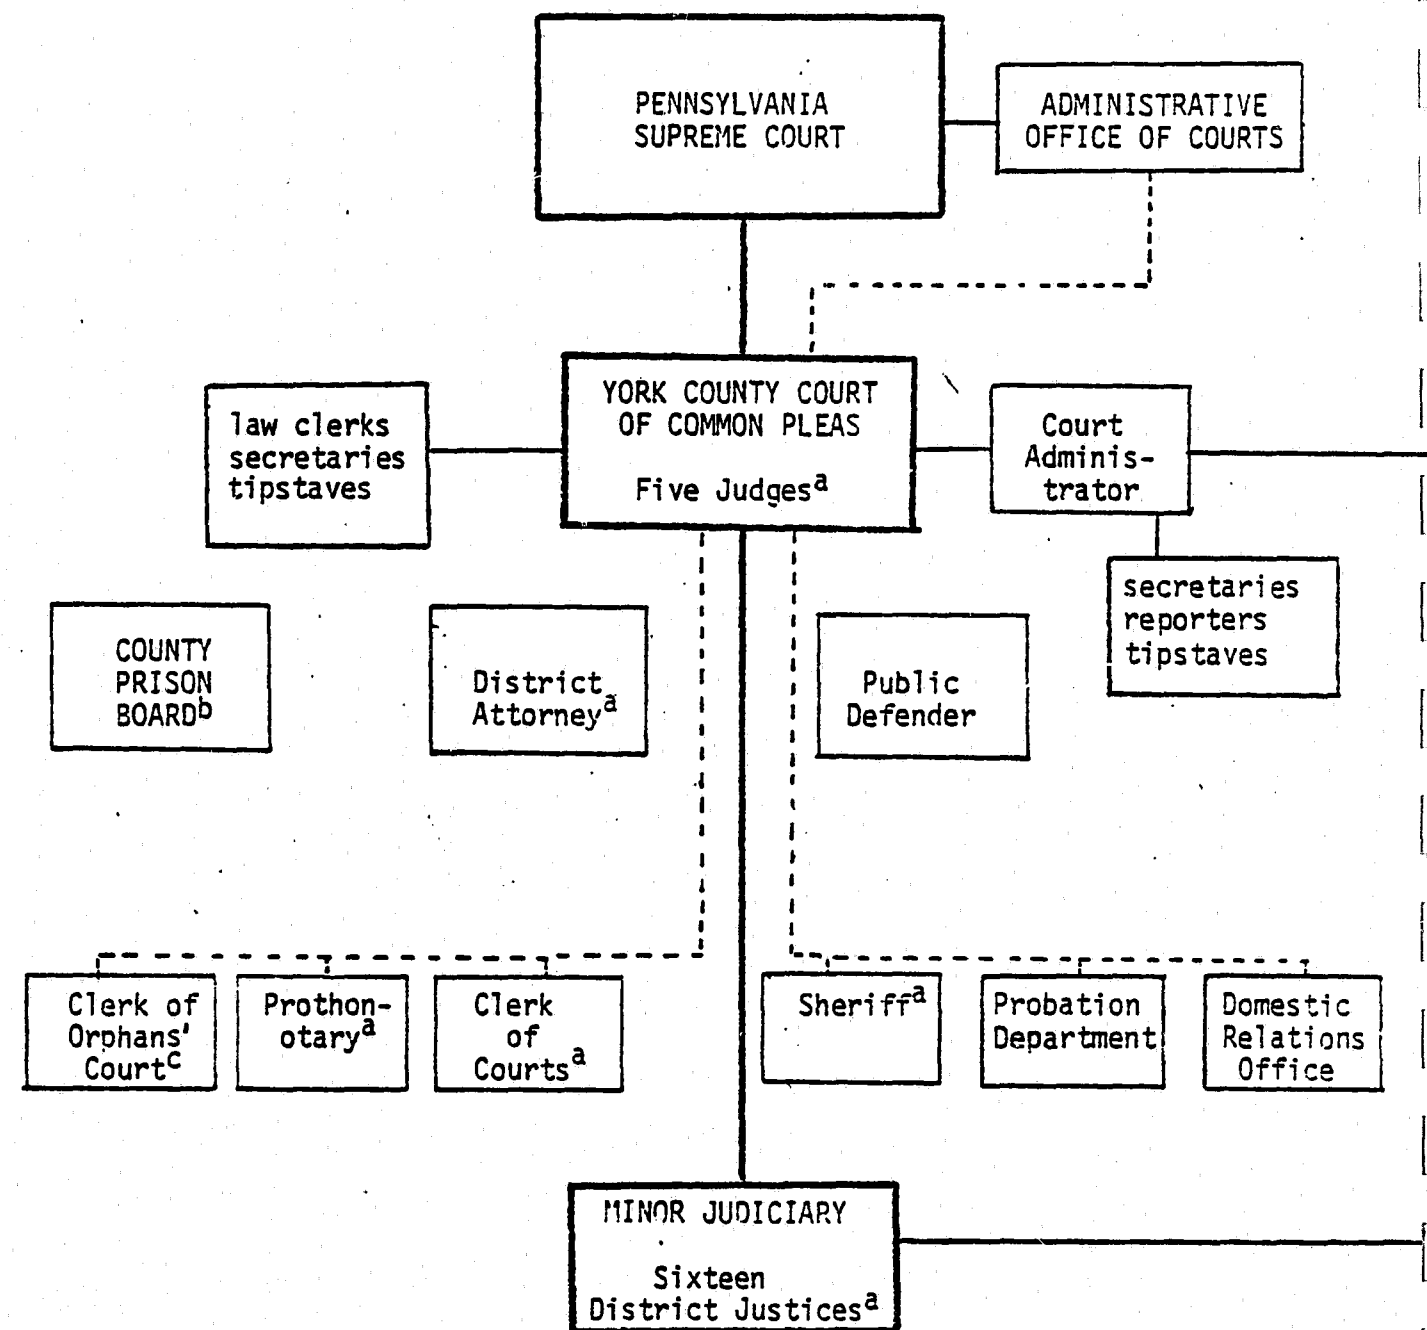 PENNSYLVANIA
SUPREME COURT
ADMINISTRATIVE
OFFICE OF COURTS
law clerks
secretaries
tipstaves
YORK COUNTY COURT
OF COMMON PLEAS
Five Judgesᵃ
Court
Adminis-
trator
secretaries
reporters
tipstaves
COUNTY
PRISON
BOARDᵇ
District
Attorneyᵃ
Public
Defender
Clerk of
Orphans'
Courtᶜ
Prothon-
otaryᵃ
Clerk
of
Courtsᵃ
Sheriffᵃ
Probation
Department
Domestic
Relations
Office
MINOR JUDICIARY
Sixteen
District Justicesᵃ